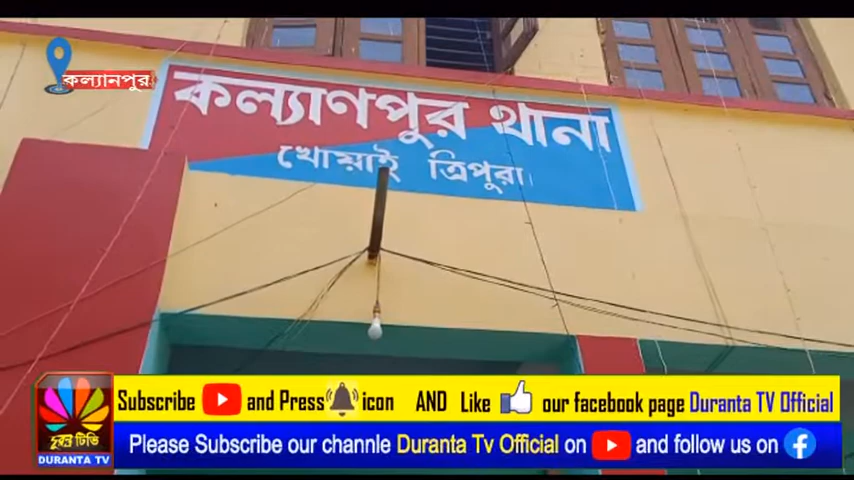 কল্যানপুর
কল্যাণপুর থানা
খোয়াই ত্রিপুরা।
Subscribe and Press icon AND Like our facebook page Duranta TV Official
দুরন্ত টিভি
DURANTA TV
Please Subscribe our channle Duranta Tv Official on and follow us on